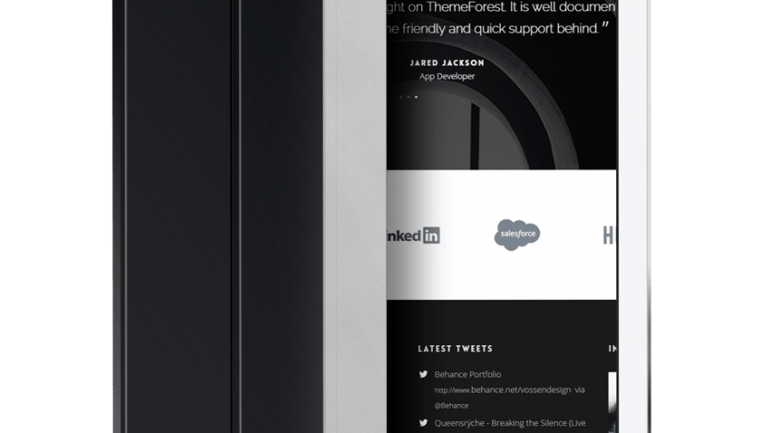 ght on ThemeForest. It is well documen
e friendly and quick support behind."
JARED JACKSON
App Developer
nked in
salesforce
H
LATEST TWEETS
IN
Behance Portfolio
http://www.behance.net/vossendesign via
@Behance
Queensrÿche - Breaking the Silence (Live